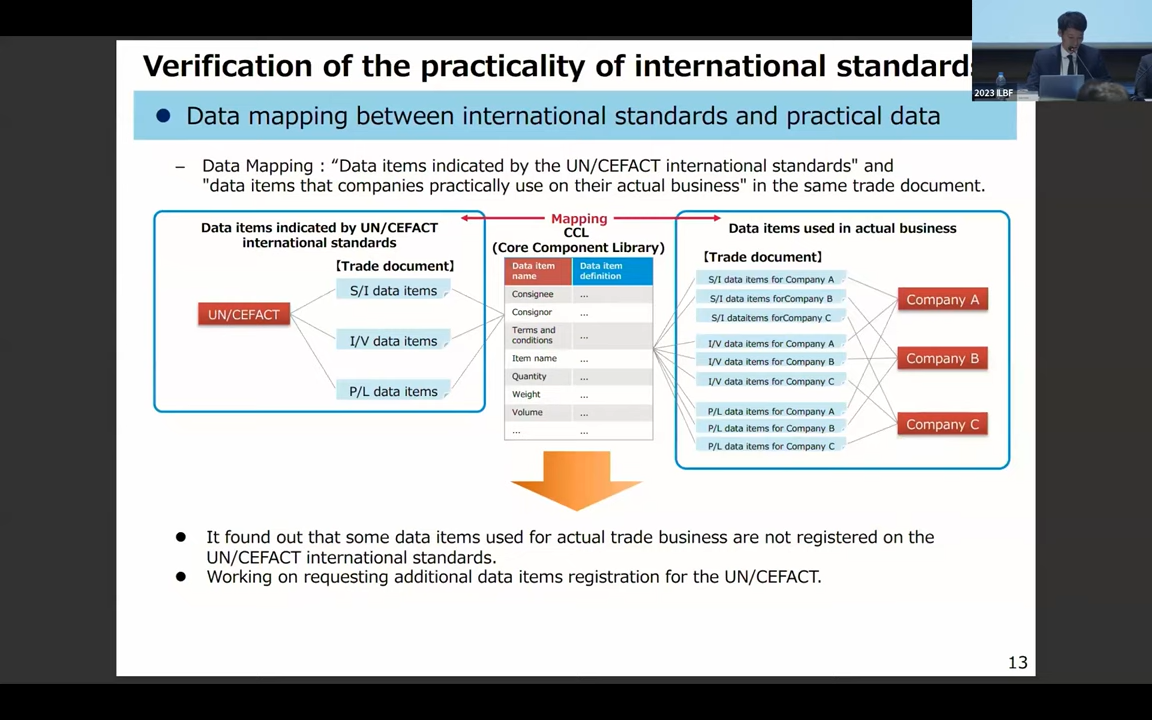 Verification of the practicality of international standards
2023 ILBF
● Data mapping between international standards and practical data
– Data Mapping : “Data items indicated by the UN/CEFACT international standards" and
"data items that companies practically use on their actual business" in the same trade document.
Mapping
Data items indicated by UN/CEFACT
international standards
【Trade document】
UN/CEFACT
S/I data items
I/V data items
P/L data items
CCL
(Core Component Library)
Data item name Data item definition
Consignee ...
Consignor ...
Terms and conditions ...
Item name ...
Quantity ...
Weight ...
Volume ...
... ...
Data items used in actual business
【Trade document】
S/I data items for Company A
S/I data items forCompany B
S/I dataitems forCompany C
I/V data items for Company A
I/V data items for Company B
I/V data items for Company C
P/L data items for Company A
P/L data items for Company B
P/L data items for Company C
Company A
Company B
Company C
● It found out that some data items used for actual trade business are not registered on the
UN/CEFACT international standards.
● Working on requesting additional data items registration for the UN/CEFACT.
13